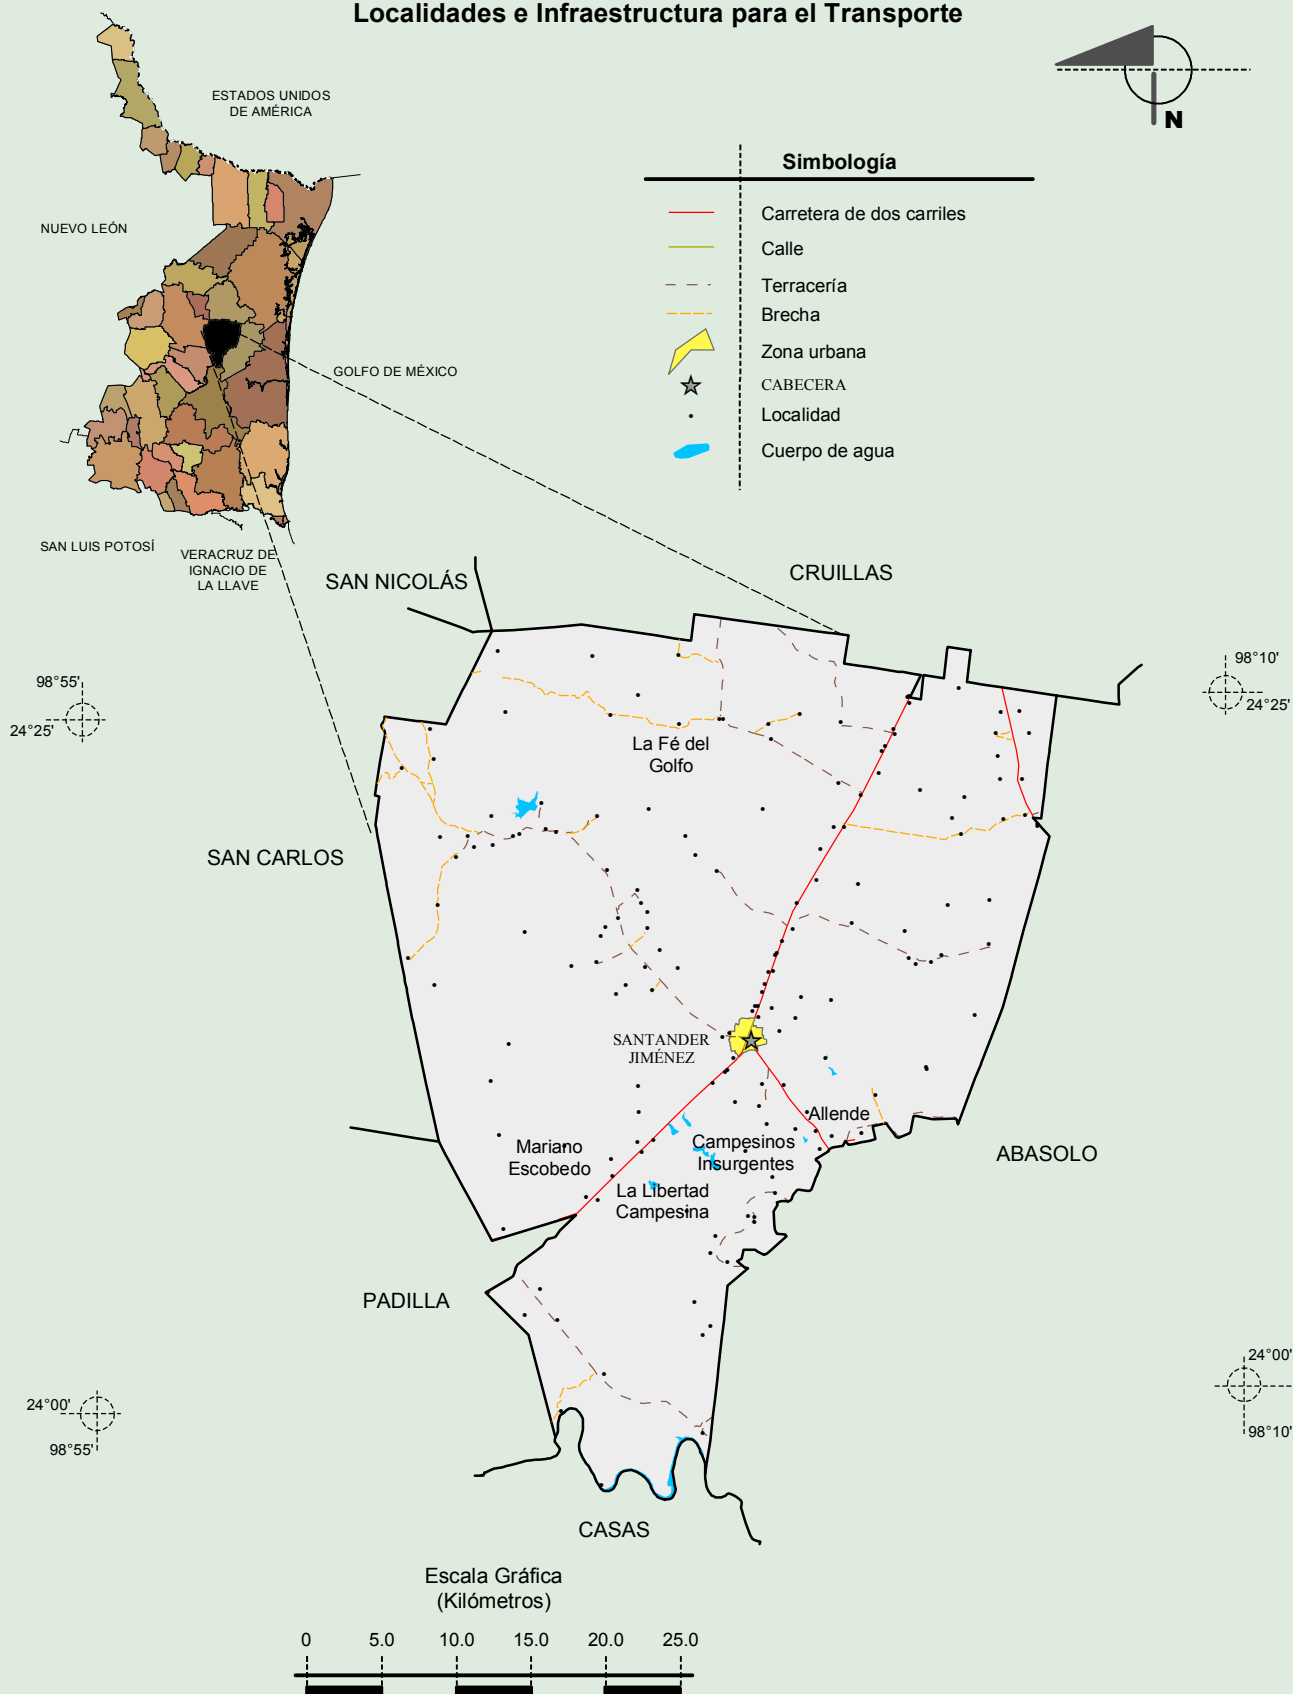 Localidades e Infraestructura para el Transporte
ESTADOS UNIDOS
DE AMÉRICA
NUEVO LEÓN
GOLFO DE MÉXICO
SAN LUIS POTOSÍ
VERACRUZ DE
IGNACIO DE
LA LLAVE
N
Simbología
Carretera de dos carriles
Calle
Terracería
Brecha
Zona urbana
CABECERA
Localidad
Cuerpo de agua
SAN NICOLÁS
CRUILLAS
98°55'
24°25'
98°10'
24°25'
La Fé del
Golfo
SAN CARLOS
SANTANDER
JIMÉNEZ
Allende
Mariano
Escobedo
Campesinos
Insurgentes
La Libertad
Campesina
ABASOLO
PADILLA
24°00'
98°55'
24°00'
98°10'
CASAS
Escala Gráfica
(Kilómetros)
0 5.0 10.0 15.0 20.0 25.0